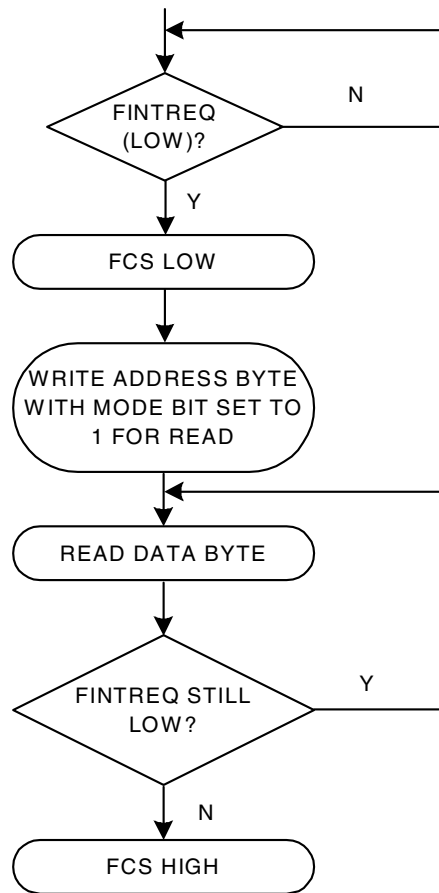 FINTREQ
(LOW)?
N
Y
FCS LOW
WRITE ADDRESS BYTE
WITH MODE BIT SET TO
1 FOR READ
READ DATA BYTE
FINTREQ STILL
LOW?
Y
N
FCS HIGH